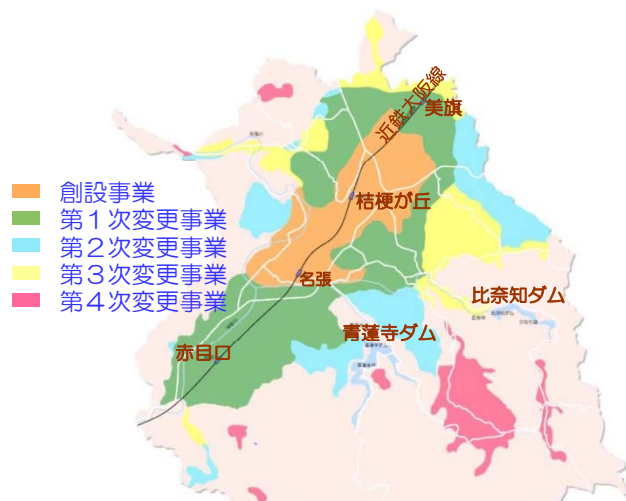 近鉄大阪線
美旗
桔梗が丘
創設事業
第1次変更事業
第2次変更事業
第3次変更事業
第4次変更事業
名張
比奈知ダム
青蓮寺ダム
赤目口